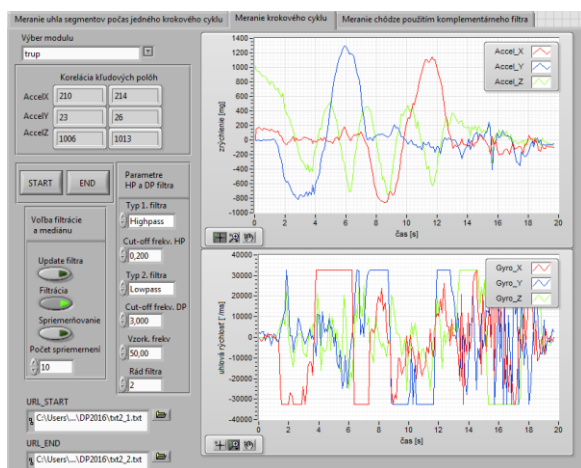 Meranie uhla segmentov počas jedného krokového cyklu
Meranie krokového cyklu
Meranie chôdze použitím komplementárneho filtra
Výber modulu
trup
Korelácia kľudových polôh
AccelX 210 214
AccelY 23 26
AccelZ 1006 1013
START END
Voľba filtrácie
a mediánu
Update filtra
Filtrácia
Spriemerňovanie
Počet spriemernení
10
Parametre
HP a DP filtra
Typ 1. filtra
Highpass
Cut-off frekv. HP
0,200
Typ 2. filtra
Lowpass
Cut-off frekv. DP
3,000
Vzork. frekv
50,00
Rád filtra
2
URL_START
C:\Users\...\DP2016\txt2_1.txt
URL_END
C:\Users\...\DP2016\txt2_2.txt
Accel_X
Accel_Y
Accel_Z
zrýchlenie [mg]
1400
1200
1000
800
600
400
200
0
-200
-400
-600
-800
-1000
0 2 4 6 8 10 12 14 16 18 20
čas [s]
Gyro_X
Gyro_Y
Gyro_Z
uhlová rýchlosť [°/ms]
40000
30000
20000
10000
0
-10000
-20000
-30000
-40000
0 2 4 6 8 10 12 14 16 18 20
čas [s]